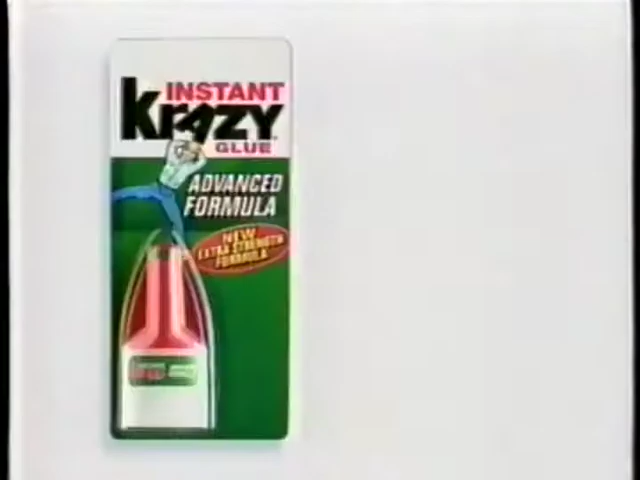 INSTANT
krazy
GLUE
ADVANCED
FORMULA
NEW
EXTRA STRENGTH
FORMULA